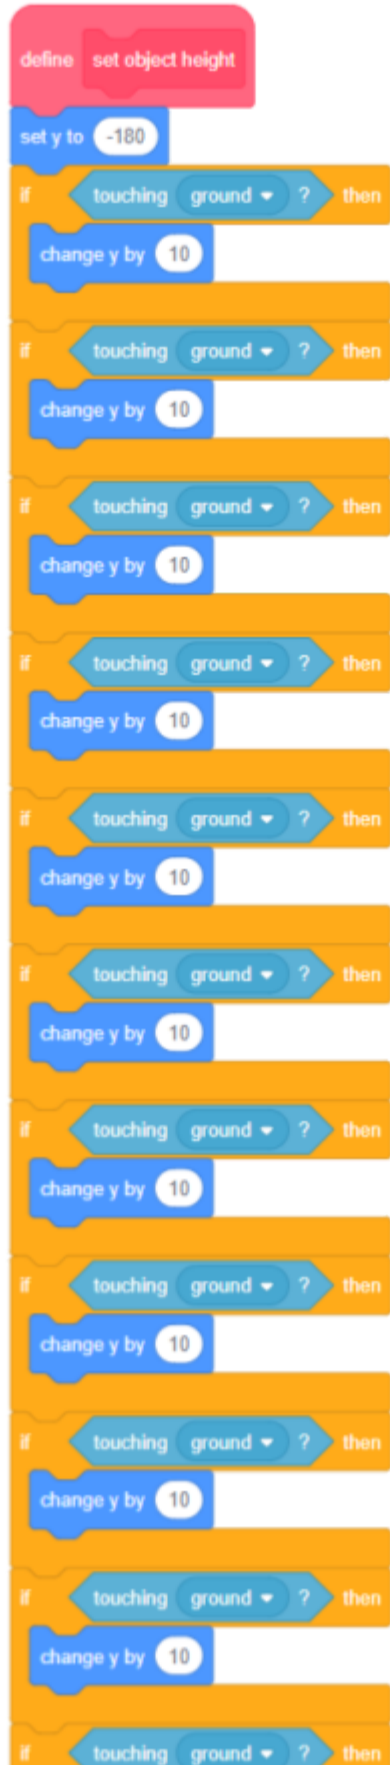 define set object height
set y to -180
if touching ground ? then
change y by 10
if touching ground ? then
change y by 10
if touching ground ? then
change y by 10
if touching ground ? then
change y by 10
if touching ground ? then
change y by 10
if touching ground ? then
change y by 10
if touching ground ? then
change y by 10
if touching ground ? then
change y by 10
if touching ground ? then
change y by 10
if touching ground ? then
change y by 10
if touching ground ? then